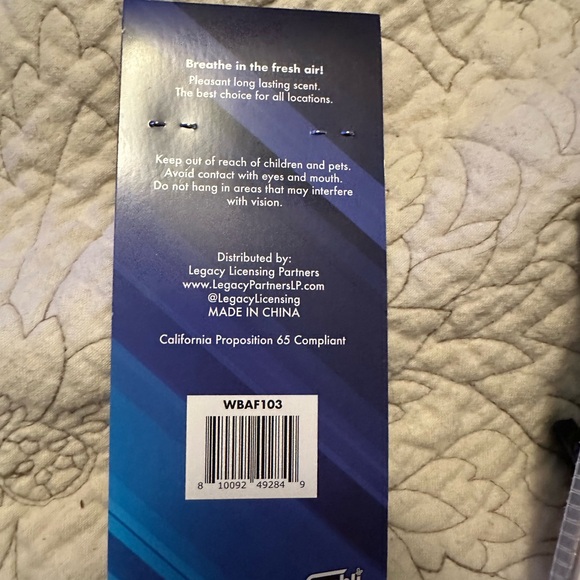 Breathe in the fresh air!
Pleasant long lasting scent.
The best choice for all locations.
Keep out of reach of children and pets.
Avoid contact with eyes and mouth.
Do not hang in areas that may interfere
with vision.
Distributed by:
Legacy Licensing Partners
www.LegacyPartnersLP.com
@LegacyLicensing
MADE IN CHINA
California Proposition 65 Compliant
WBAF103
8 10092 49284 9